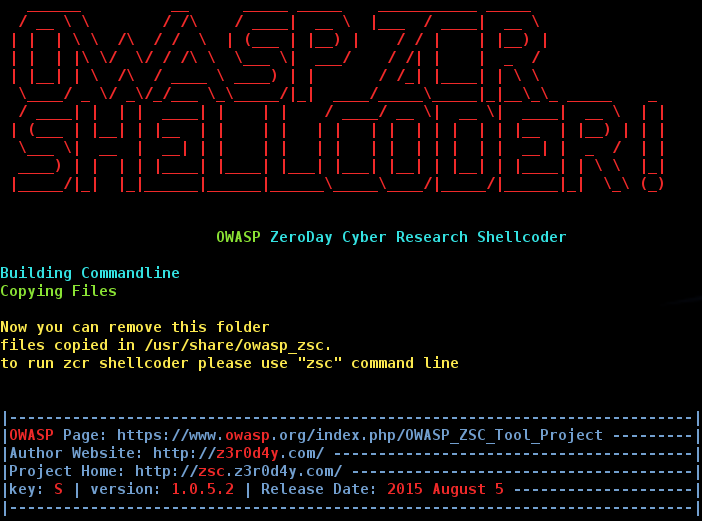 OWASP ZCR
SHELLCODER!
OWASP ZeroDay Cyber Research Shellcoder
Building Commandline
Copying Files
Now you can remove this folder
files copied in /usr/share/owasp_zsc.
to run zcr shellcoder please use "zsc" command line
|----------------------------------------------------------------------------|
|OWASP Page: https://www.owasp.org/index.php/OWASP_ZSC_Tool_Project ---------|
|Author Website: http://z3r0d4y.com/ ----------------------------------------|
|Project Home: http://zsc.z3r0d4y.com/ --------------------------------------|
|key: S | version: 1.0.5.2 | Release Date: 2015 August 5 --------------------|
|----------------------------------------------------------------------------|